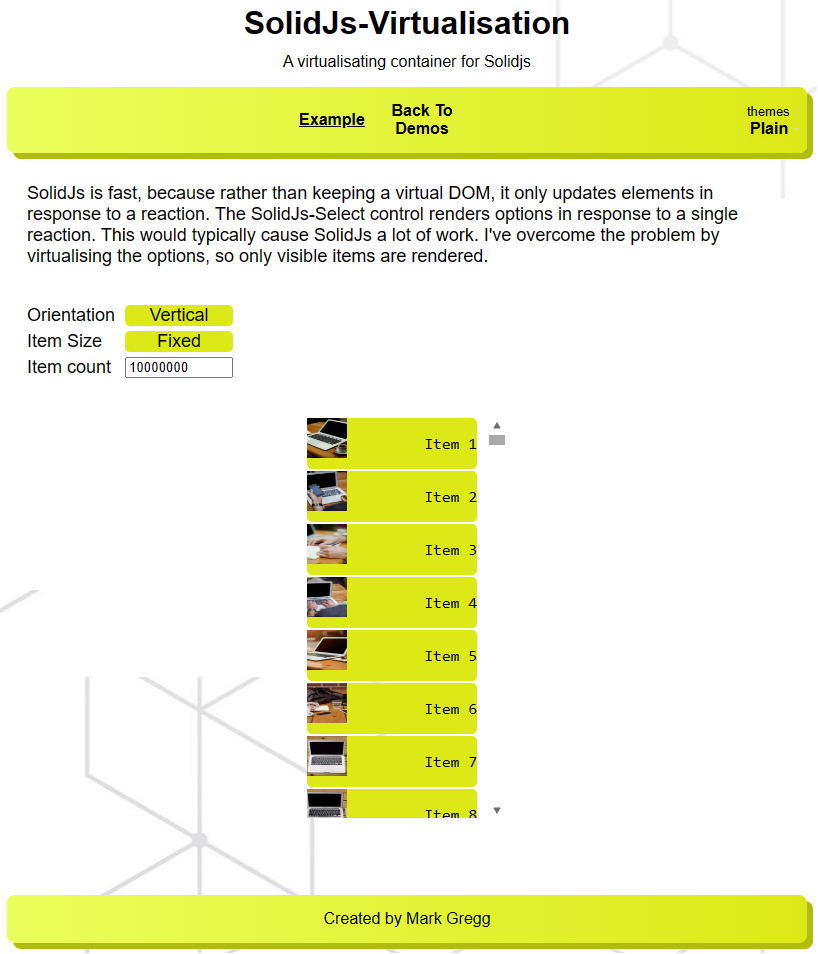 SolidJs-Virtualisation
A virtualisating container for Solidjs
Example
Back To
Demos
themes
Plain
SolidJs is fast, because rather than keeping a virtual DOM, it only updates elements in
response to a reaction. The SolidJs-Select control renders options in response to a single
reaction. This would typically cause SolidJs a lot of work. I've overcome the problem by
virtualising the options, so only visible items are rendered.
Orientation Vertical
Item Size Fixed
Item count 10000000
Item 1
Item 2
Item 3
Item 4
Item 5
Item 6
Item 7
Item 8
Created by Mark Gregg